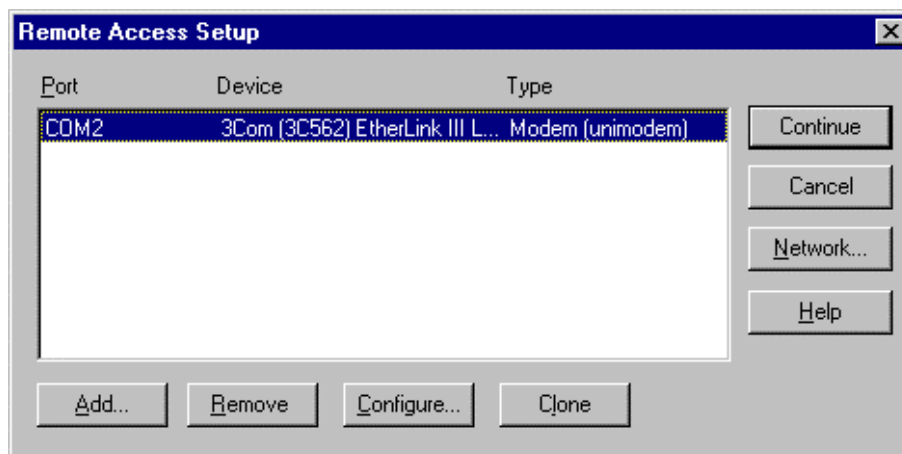 Remote Access Setup
Port Device Type
COM2 3Com (3C562) EtherLink III L... Modem (unimodem)
Continue
Cancel
Network...
Help
Add... Remove Configure... Clone